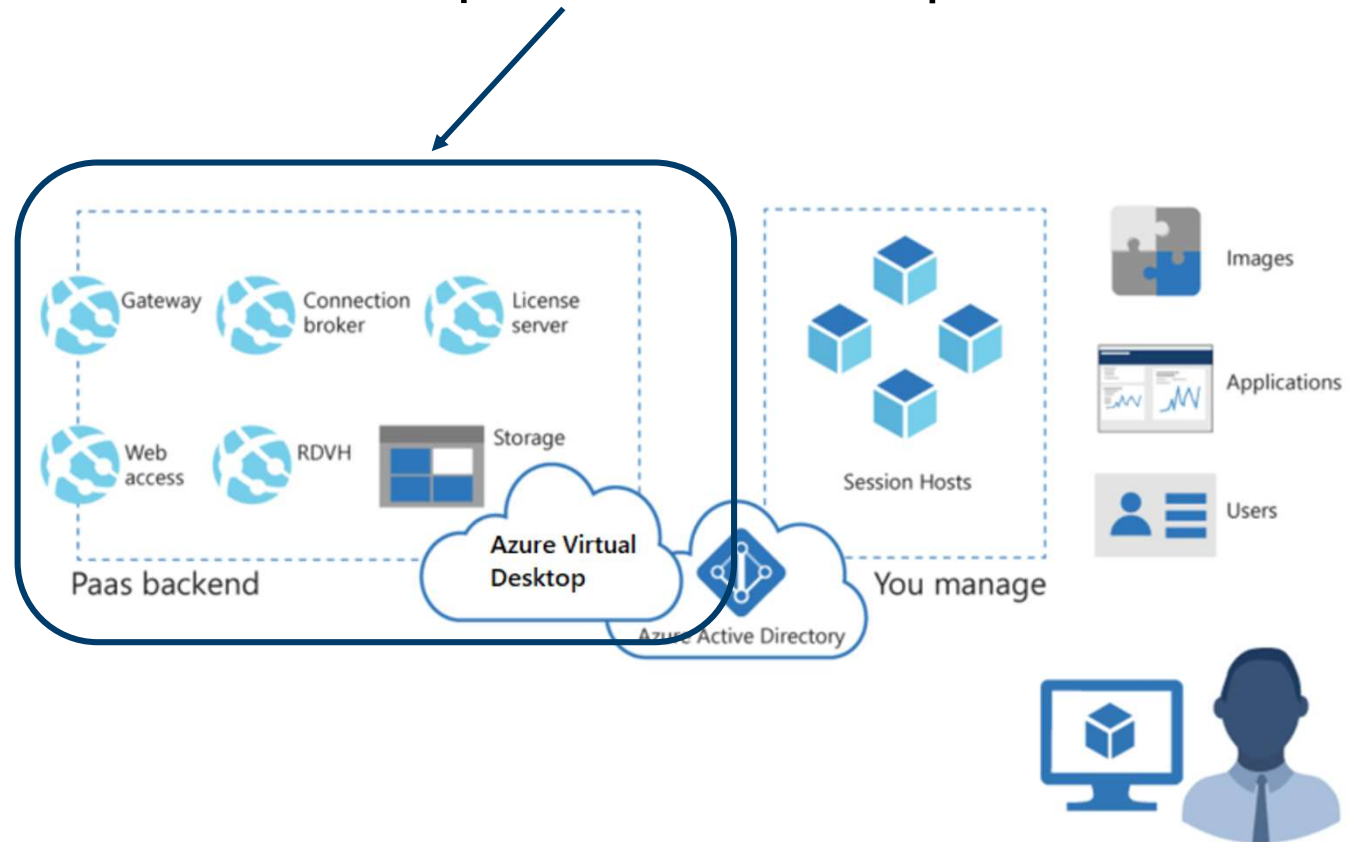 Gateway
Connection
broker
License
server
Web
access
RDVH
Storage
Azure Virtual
Desktop
Paas backend
Azure Active Directory
Session Hosts
You manage
Images
Applications
Users